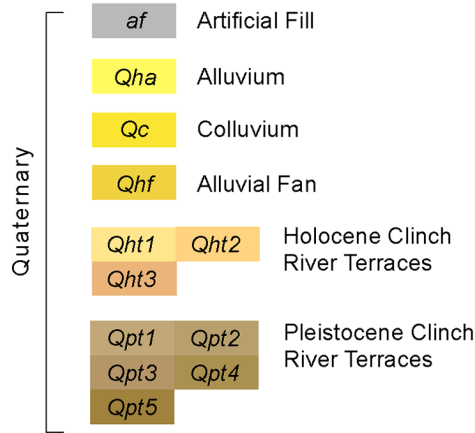 af Artificial Fill
Qha Alluvium
Qc Colluvium
Qhf Alluvial Fan
Quaternary
Qht1 Qht2 Holocene Clinch
Qht3 River Terraces
Qpt1 Qpt2 Pleistocene Clinch
Qpt3 Qpt4 River Terraces
Qpt5